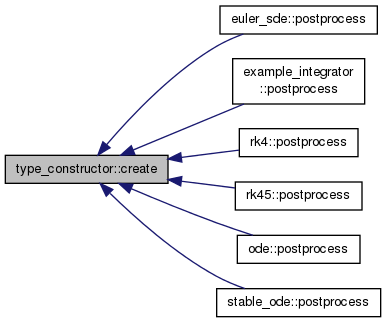 euler_sde::postprocess
example_integrator
::postprocess
rk4::postprocess
type_constructor::create
rk45::postprocess
ode::postprocess
stable_ode::postprocess